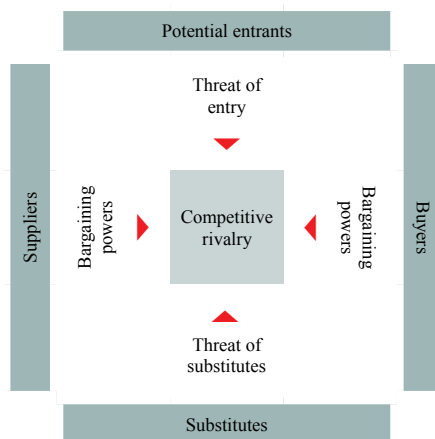 Potential entrants
Threat of
entry
Suppliers
Bargaining
powers
Competitive
rivalry
Bargaining
powers
Buyers
Threat of
substitutes
Substitutes